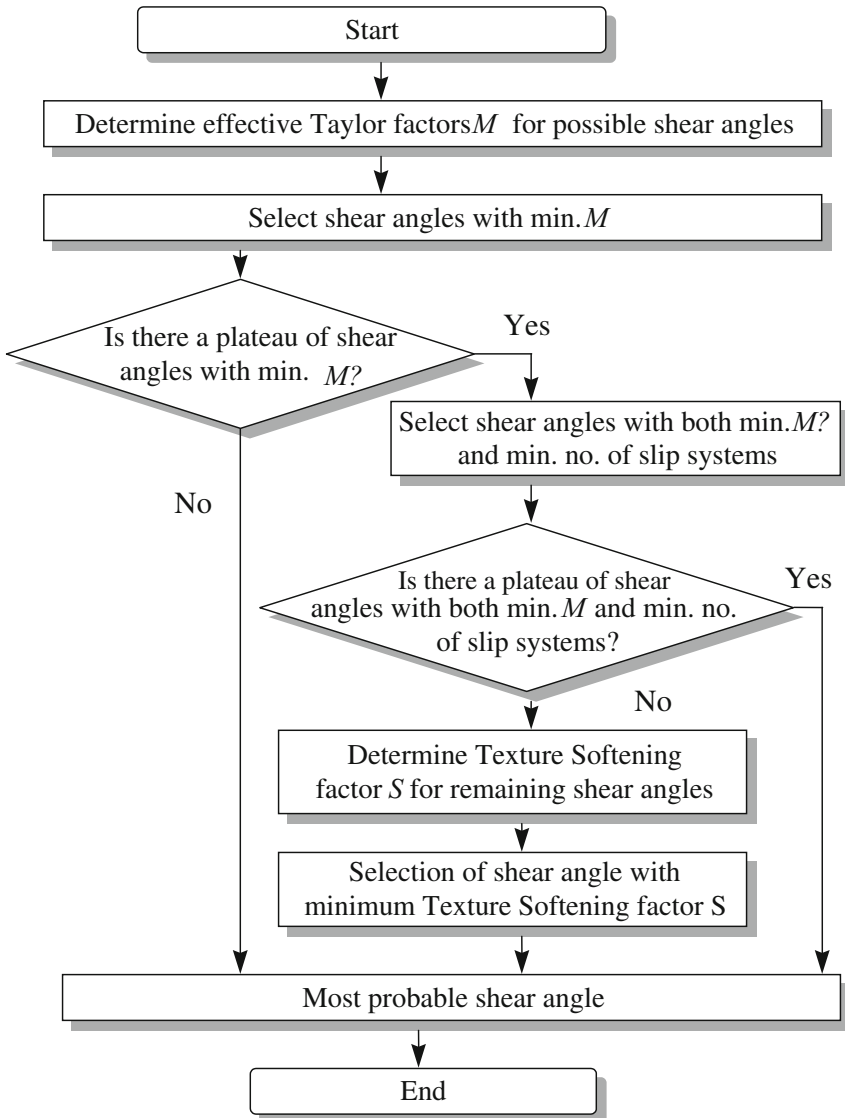 Start
Determine effective Taylor factors M for possible shear angles
Select shear angles with min. M
Is there a plateau of shear
angles with min. M?
Yes
Select shear angles with both min. M?
and min. no. of slip systems
No
Is there a plateau of shear
angles with both min. M and min. no.
of slip systems?
Yes
No
Determine Texture Softening
factor S for remaining shear angles
Selection of shear angle with
minimum Texture Softening factor S
Most probable shear angle
End